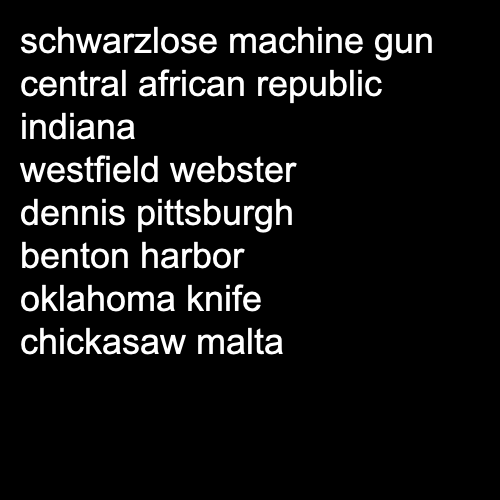 schwarzlose machine gun
central african republic
indiana
westfield webster
dennis pittsburgh
benton harbor
oklahoma knife
chickasaw malta